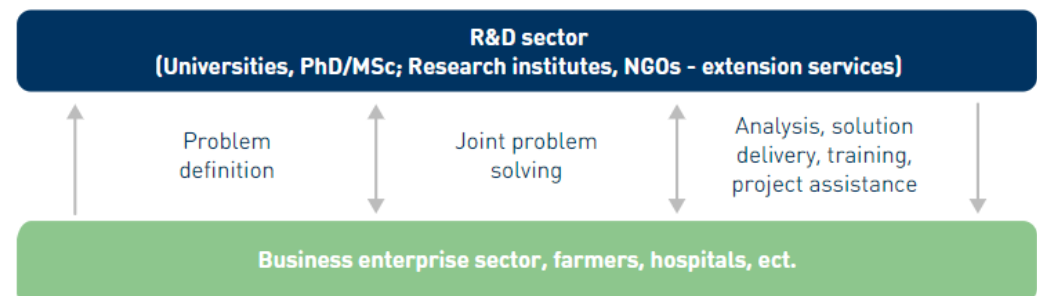 R&D sector
(Universities, PhD/MSc; Research institutes, NGOs - extension services)
Problem
definition
Joint problem
solving
Analysis, solution
delivery, training,
project assistance
Business enterprise sector, farmers, hospitals, ect.